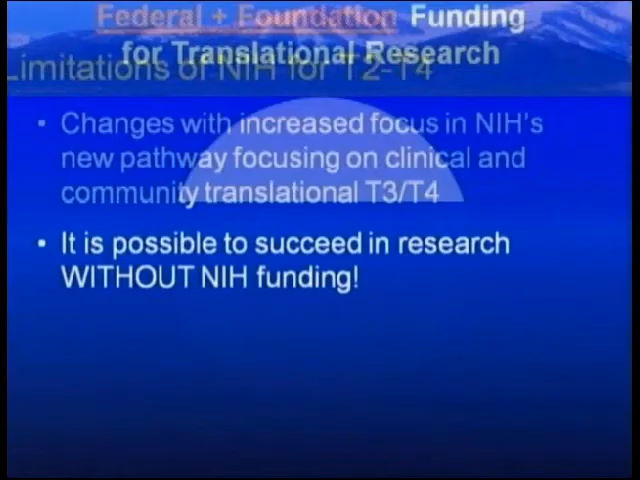 Federal + Foundation Funding
for Translational Research
Limitations of NIH for T2-T4
• Changes with increased focus in NIH's
new pathway focusing on clinical and
community translational T3/T4
• It is possible to succeed in research
WITHOUT NIH funding!